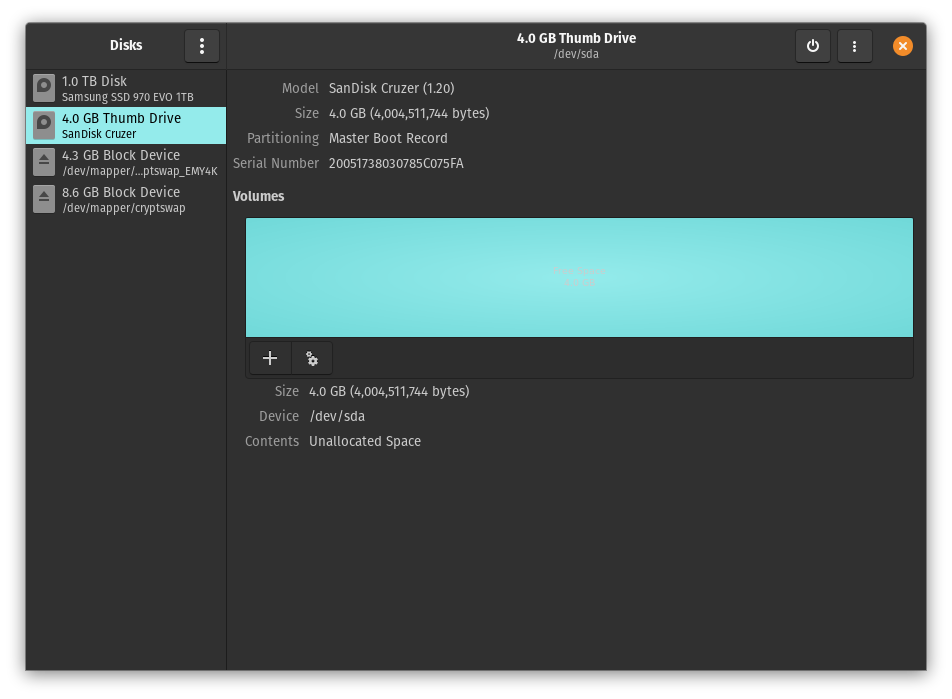 Disks
4.0 GB Thumb Drive
/dev/sda
1.0 TB Disk
Samsung SSD 970 EVO 1TB
4.0 GB Thumb Drive
SanDisk Cruzer
4.3 GB Block Device
/dev/mapper/...ptswap_EMY4K
8.6 GB Block Device
/dev/mapper/cryptswap
Model SanDisk Cruzer (1.20)
Size 4.0 GB (4,004,511,744 bytes)
Partitioning Master Boot Record
Serial Number 20051738030785C075FA
Volumes
Size 4.0 GB (4,004,511,744 bytes)
Device /dev/sda
Contents Unallocated Space